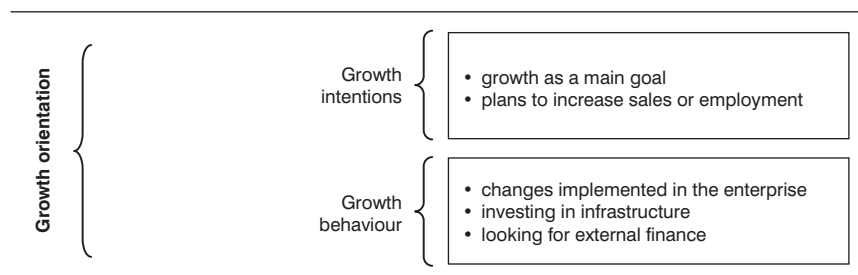 Growth orientation
Growth
intentions
• growth as a main goal
• plans to increase sales or employment
Growth
behaviour
• changes implemented in the enterprise
• investing in infrastructure
• looking for external finance